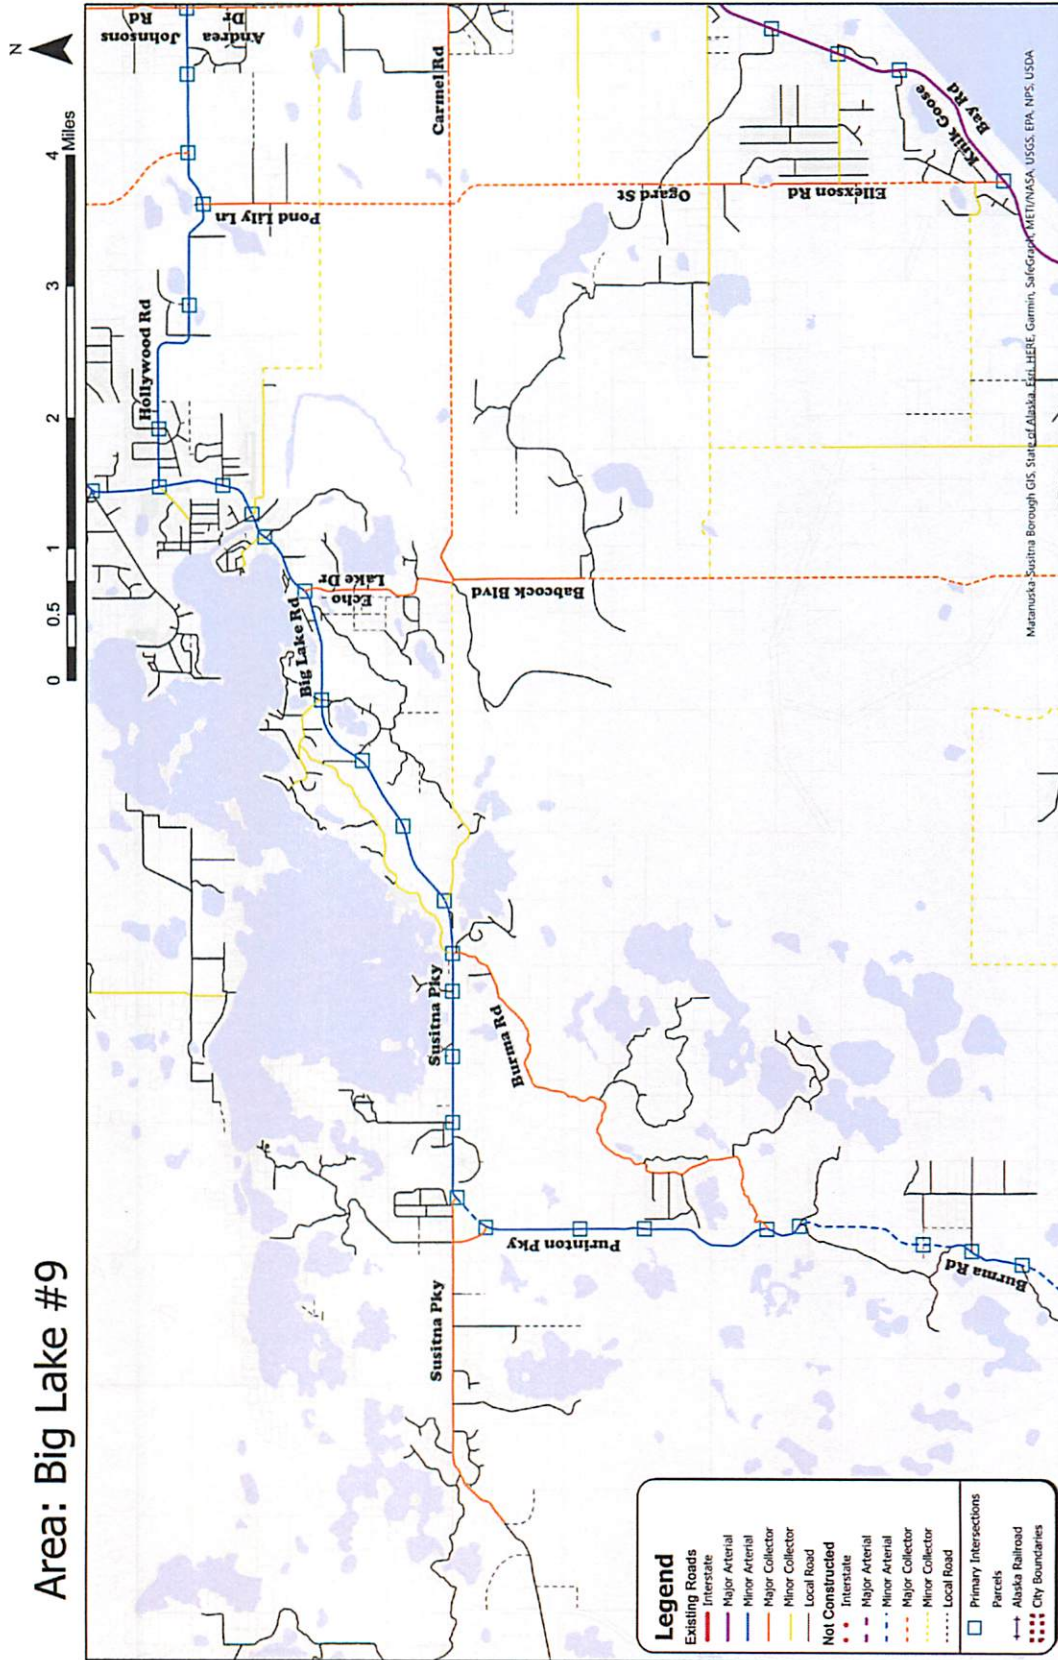 Area: Big Lake #9
N
0 0.5 1 2 3 4
Miles
Johnsons Rd
Andrea Dr
Hollywood Rd
Pond Lily Ln
Carmel Rd
Big Lake Rd
Echo Lake Dr
Babcock Blvd
Ogard St
Ellexson Rd
Knik Goose Bay Rd
Susitna Pky
Burma Rd
Susitna Pky
Purinton Pky
Burma Rd
Legend
Existing Roads
Interstate
Major Arterial
Minor Arterial
Major Collector
Minor Collector
Local Road
Not Constructed
Interstate
Major Arterial
Minor Arterial
Major Collector
Minor Collector
Local Road
Primary Intersections
Parcels
Alaska Railroad
City Boundaries
Matanuska-Susitna Borough GIS, State of Alaska, Esri, HERE, Garmin, SafeGraph, METI/NASA, USGS, EPA, NPS, USDA